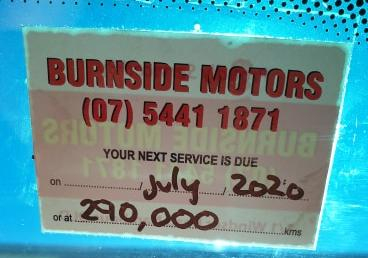 BURNSIDE MOTORS
(07) 5441 1871
YOUR NEXT SERVICE IS DUE
on ............/ July / 2020
or at 290,000 kms